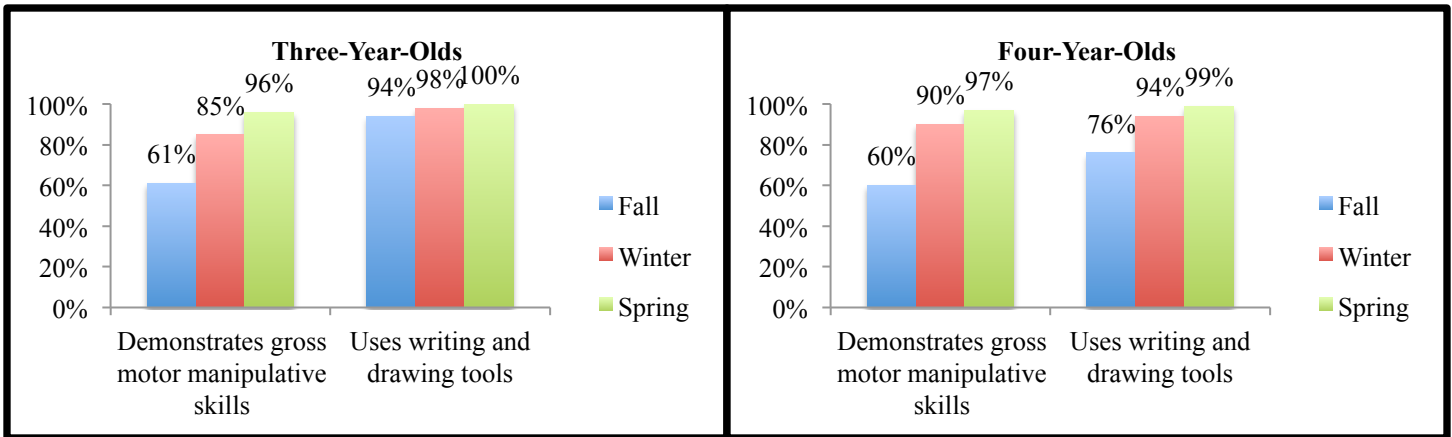 Three-Year-Olds
96%
98%
100%
94%
85%
61%
100%
80%
60%
40%
20%
0%
Fall
Winter
Spring
Demonstrates gross
motor manipulative
skills
Uses writing and
drawing tools
Four-Year-Olds
97%
99%
90%
94%
76%
60%
100%
80%
60%
40%
20%
0%
Fall
Winter
Spring
Demonstrates gross
motor manipulative
skills
Uses writing and
drawing tools